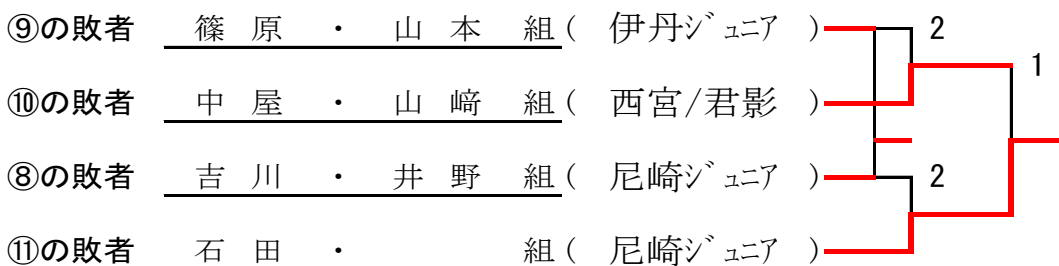 ⑨の敗者 篠原・山本 組( 伊丹ジュニア ) 2
1
⑩の敗者 中屋・山﨑 組( 西宮/君影 )
⑧の敗者 吉川・井野 組( 尼崎ジュニア ) 2
⑪の敗者 石田・ 組( 尼崎ジュニア )